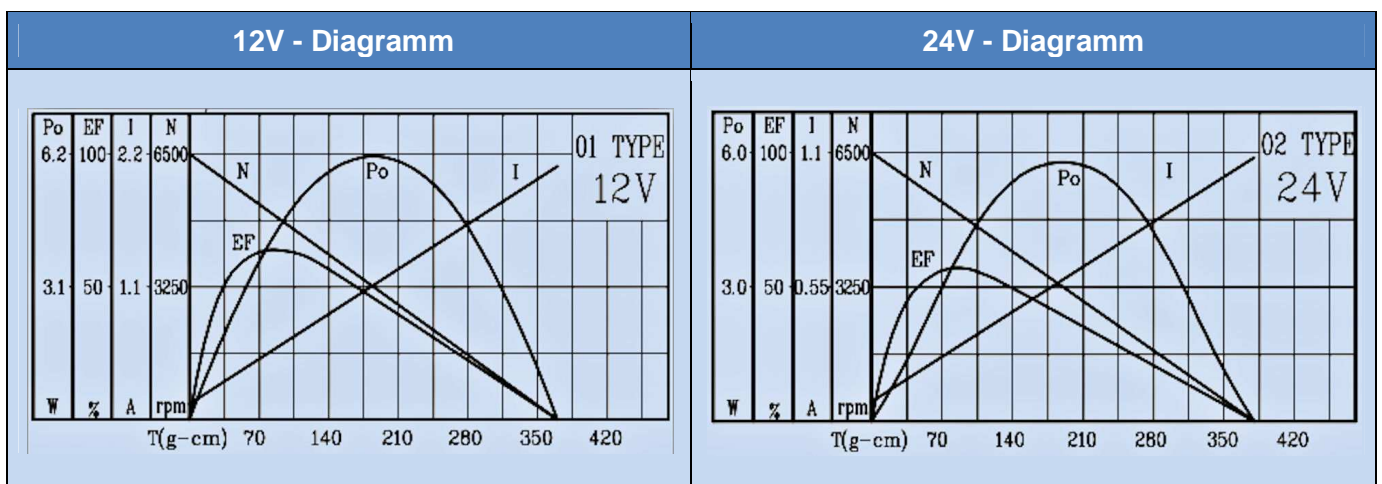 12V - Diagramm
24V - Diagramm
Po EF I N
6.2 100 2.2 6500
01 TYPE
12V
N
Po
I
EF
3.1 50 1.1 3250
W % A rpm
T(g-cm) 70 140 210 280 350 420
Po EF I N
6.0 100 1.1 6500
02 TYPE
24V
N
Po
I
EF
3.0 50 0.55 3250
W % A rpm
T(g-cm) 70 140 210 280 350 420